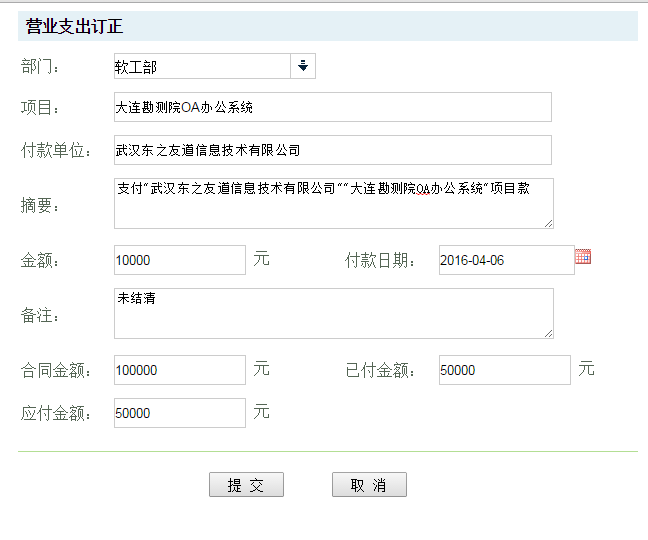 营业支出订正
部门： 软工部
项目： 大连勘测院OA办公系统
付款单位： 武汉东之友道信息技术有限公司
摘要： 支付“武汉东之友道信息技术有限公司”“大连勘测院OA办公系统”项目款
金额： 10000 元 付款日期： 2016-04-06
备注： 未结清
合同金额： 100000 元 已付金额： 50000 元
应付金额： 50000 元
提 交 取 消